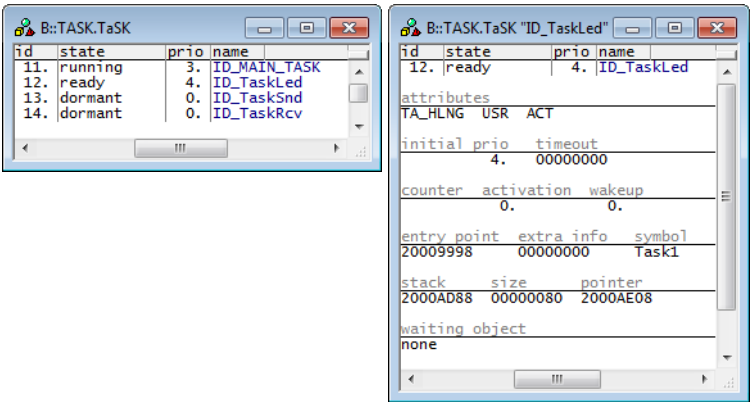 B::TASK.TaSK
id state prio name
11. running 3. ID_MAIN_TASK
12. ready 4. ID_TaskLed
13. dormant 0. ID_TaskSnd
14. dormant 0. ID_TaskRcv
B::TASK.TaSK "ID_TaskLed"
id state prio name
12. ready 4. ID_TaskLed
attributes
TA_HLNG USR ACT
initial prio timeout
4. 00000000
counter activation wakeup
0. 0.
entry point extra info symbol
20009998 00000000 Task1
stack size pointer
2000AD88 00000080 2000AE08
waiting object
none